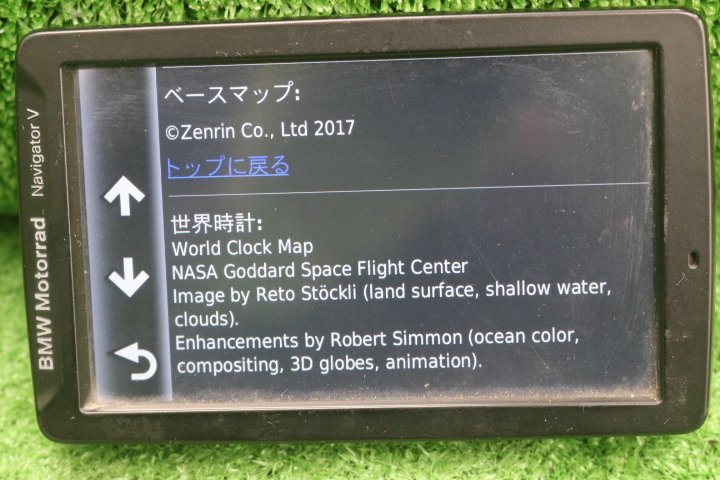 BMW Motorrad Navigator V
ベースマップ:
©Zenrin Co., Ltd 2017
トップに戻る
世界時計:
World Clock Map
NASA Goddard Space Flight Center
Image by Reto Stöckli (land surface, shallow water,
clouds).
Enhancements by Robert Simmon (ocean color,
compositing, 3D globes, animation).